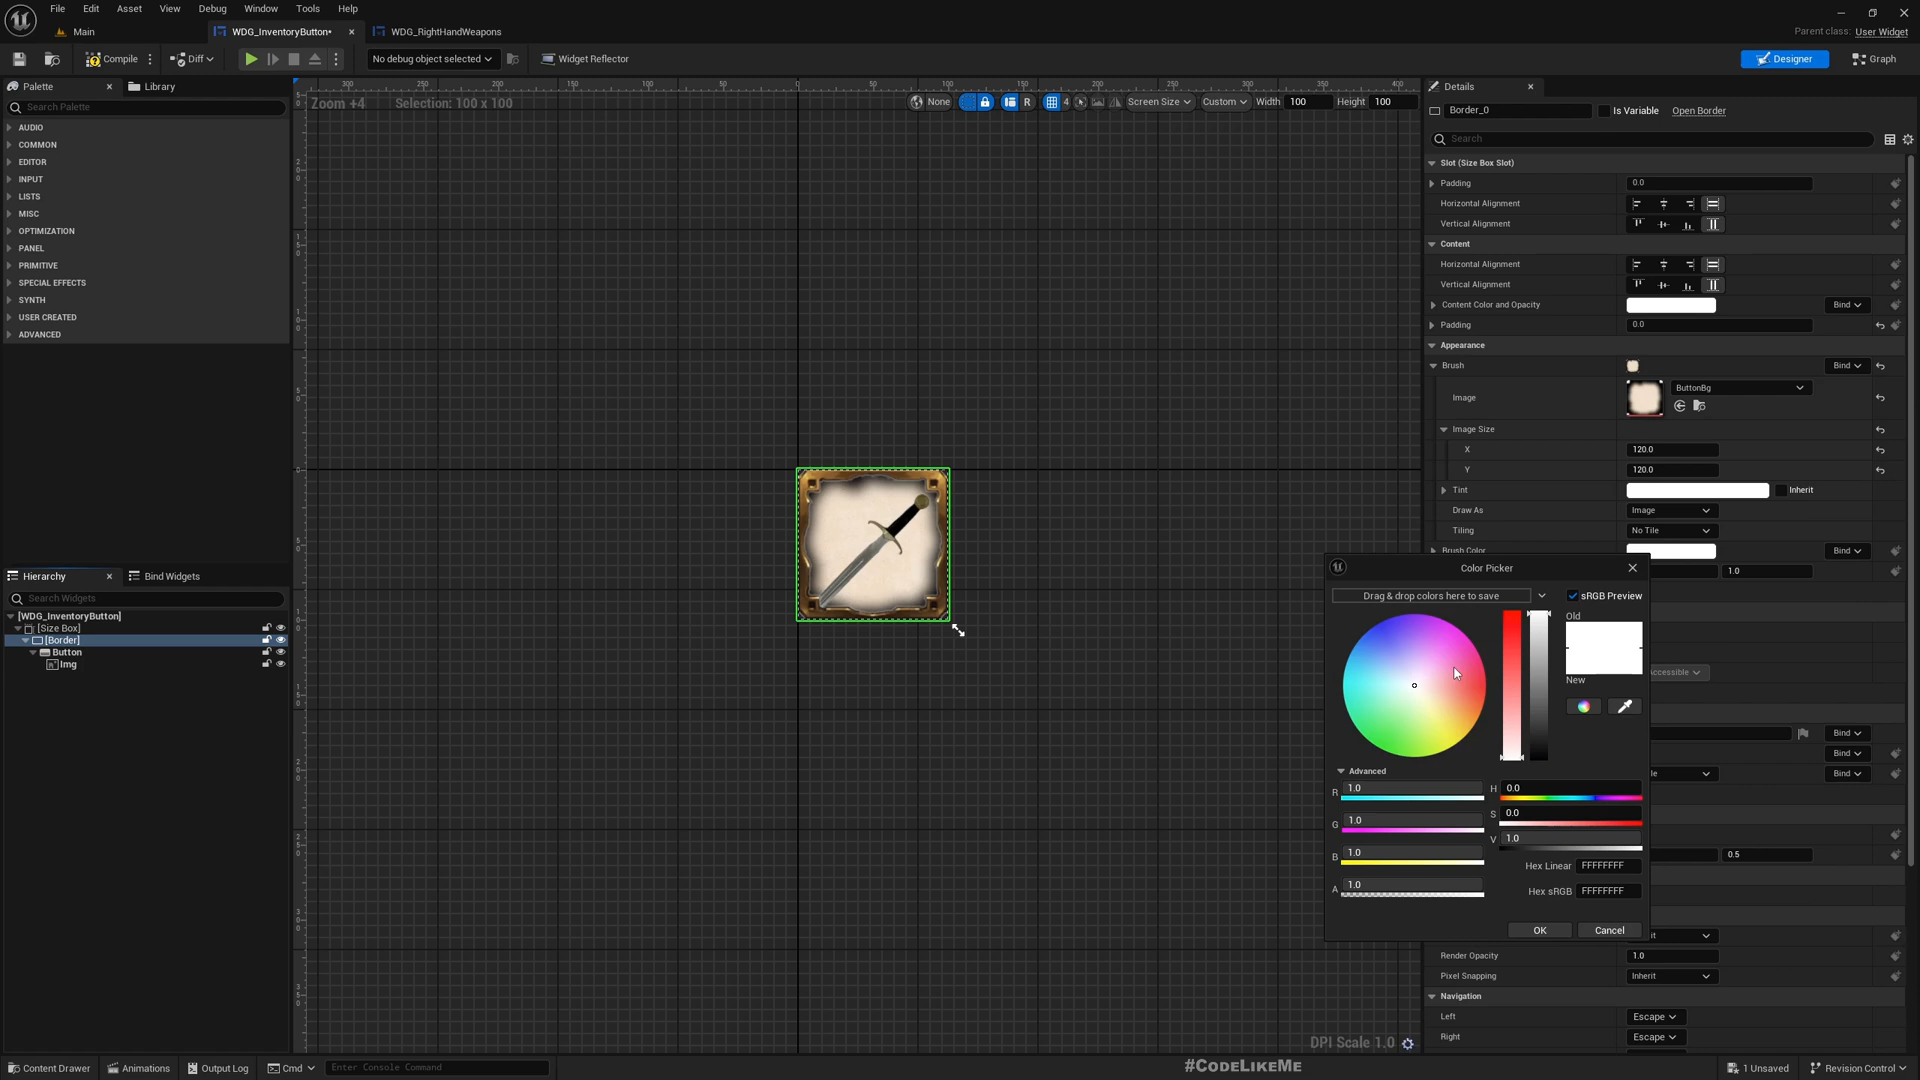 File Edit Asset View Debug Window Tools Help
Main WDG_InventoryButton• WDG_RightHandWeapons
Parent class: User Widget
Compile Diff No debug object selected Widget Reflector Designer Graph
Palette Library
Search Palette
AUDIO
COMMON
EDITOR
INPUT
LISTS
MISC
OPTIMIZATION
PANEL
PRIMITIVE
SPECIAL EFFECTS
SYNTH
USER CREATED
ADVANCED
Hierarchy Bind Widgets
Search Widgets
[WDG_InventoryButton]
[Size Box]
[Border]
Button
Img
Zoom +4 Selection: 100 x 100
None R 4 Screen Size Custom Width 100 Height 100
DPI Scale 1.0
Details
Border_0 Is Variable Open Border
Search
Slot (Size Box Slot)
Padding 0.0
Horizontal Alignment
Vertical Alignment
Content
Horizontal Alignment
Vertical Alignment
Content Color and Opacity Bind
Padding 0.0
Appearance
Brush Bind
Image ButtonBg
Image Size
X 120.0
Y 120.0
Tint Inherit
Draw As Image
Tiling No Tile
Brush Color Bind
1.0
Accessible
Bind
Bind
Bind
0.5
Render Opacity 1.0
Pixel Snapping Inherit
Navigation
Left Escape
Right Escape
Color Picker
Drag & drop colors here to save sRGB Preview
Old
New
Advanced
R 1.0 H 0.0
G 1.0 S 0.0
B 1.0 V 1.0
A 1.0
Hex Linear FFFFFFFF
Hex sRGB FFFFFFFF
OK Cancel
Content Drawer Animations Output Log Cmd Enter Console Command
#CodeLikeMe
1 Unsaved Revision Control